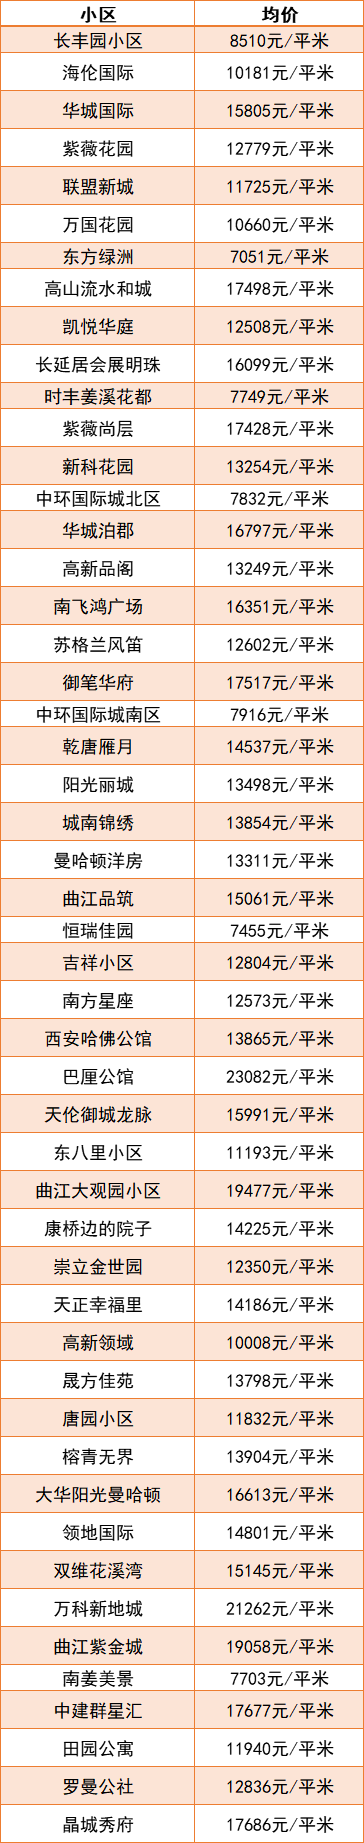 小区 均价
长丰园小区 8510元/平米
海伦国际 10181元/平米
华城国际 15805元/平米
紫薇花园 12779元/平米
联盟新城 11725元/平米
万国花园 10660元/平米
东方绿洲 7051元/平米
高山流水和城 17498元/平米
凯悦华庭 12508元/平米
长延居会展明珠 16099元/平米
时丰姜溪花都 7749元/平米
紫薇尚层 17428元/平米
新科花园 13254元/平米
中环国际城北区 7832元/平米
华城泊郡 16797元/平米
高新品阁 13249元/平米
南飞鸿广场 16351元/平米
苏格兰风笛 12602元/平米
御笔华府 17517元/平米
中环国际城南区 7916元/平米
乾唐雁月 14537元/平米
阳光丽城 13498元/平米
城南锦绣 13854元/平米
曼哈顿洋房 13311元/平米
曲江品筑 15061元/平米
恒瑞佳园 7455元/平米
吉祥小区 12804元/平米
南方星座 12573元/平米
西安哈佛公馆 13865元/平米
巴厘公馆 23082元/平米
天伦御城龙脉 15991元/平米
东八里小区 11193元/平米
曲江大观园小区 19477元/平米
康桥边的院子 14225元/平米
崇立金世园 12350元/平米
天正幸福里 14186元/平米
高新领域 10008元/平米
晟方佳苑 13798元/平米
唐园小区 11832元/平米
榕青无界 13904元/平米
大华阳光曼哈顿 16613元/平米
领地国际 14801元/平米
双维花溪湾 15145元/平米
万科新地城 21262元/平米
曲江紫金城 19058元/平米
南姜美景 7703元/平米
中建群星汇 17677元/平米
田园公寓 11940元/平米
罗曼公社 12836元/平米
晶城秀府 17686元/平米